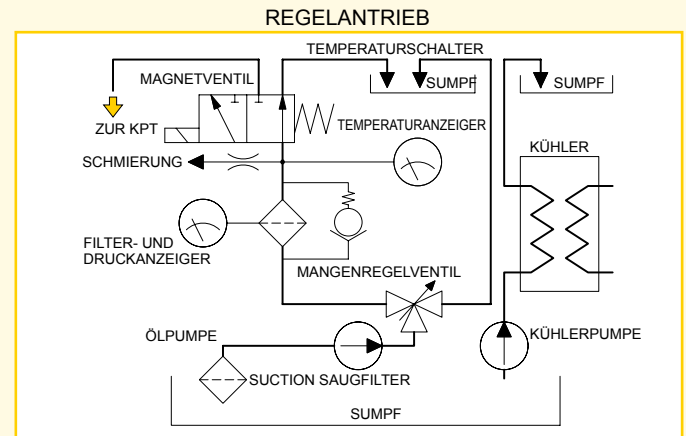 REGELANTRIEB
TEMPERATURSCHALTER
MAGNETVENTIL
SUMPF
SUMPF
ZUR KPT
TEMPERATURANZEIGER
SCHMIERUNG
KÜHLER
FILTER- UND
DRUCKANZEIGER
MANGENREGELVENTIL
ÖLPUMPE
KÜHLERPUMPE
SUCTION SAUGFILTER
SUMPF